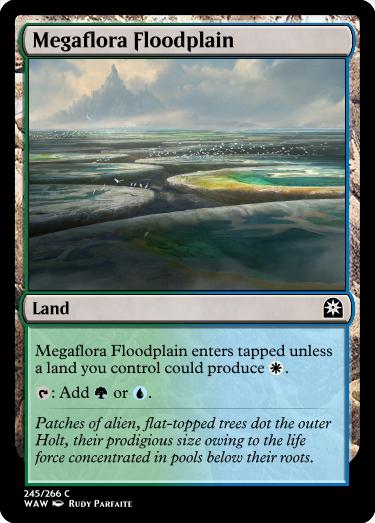 Megaflora Floodplain
Land
Megaflora Floodplain enters tapped unless
a land you control could produce .
: Add or .
Patches of alien, flat-topped trees dot the outer
Holt, their prodigious size owing to the life
force concentrated in pools below their roots.
245/266 C
WAW Rudy Parfaite